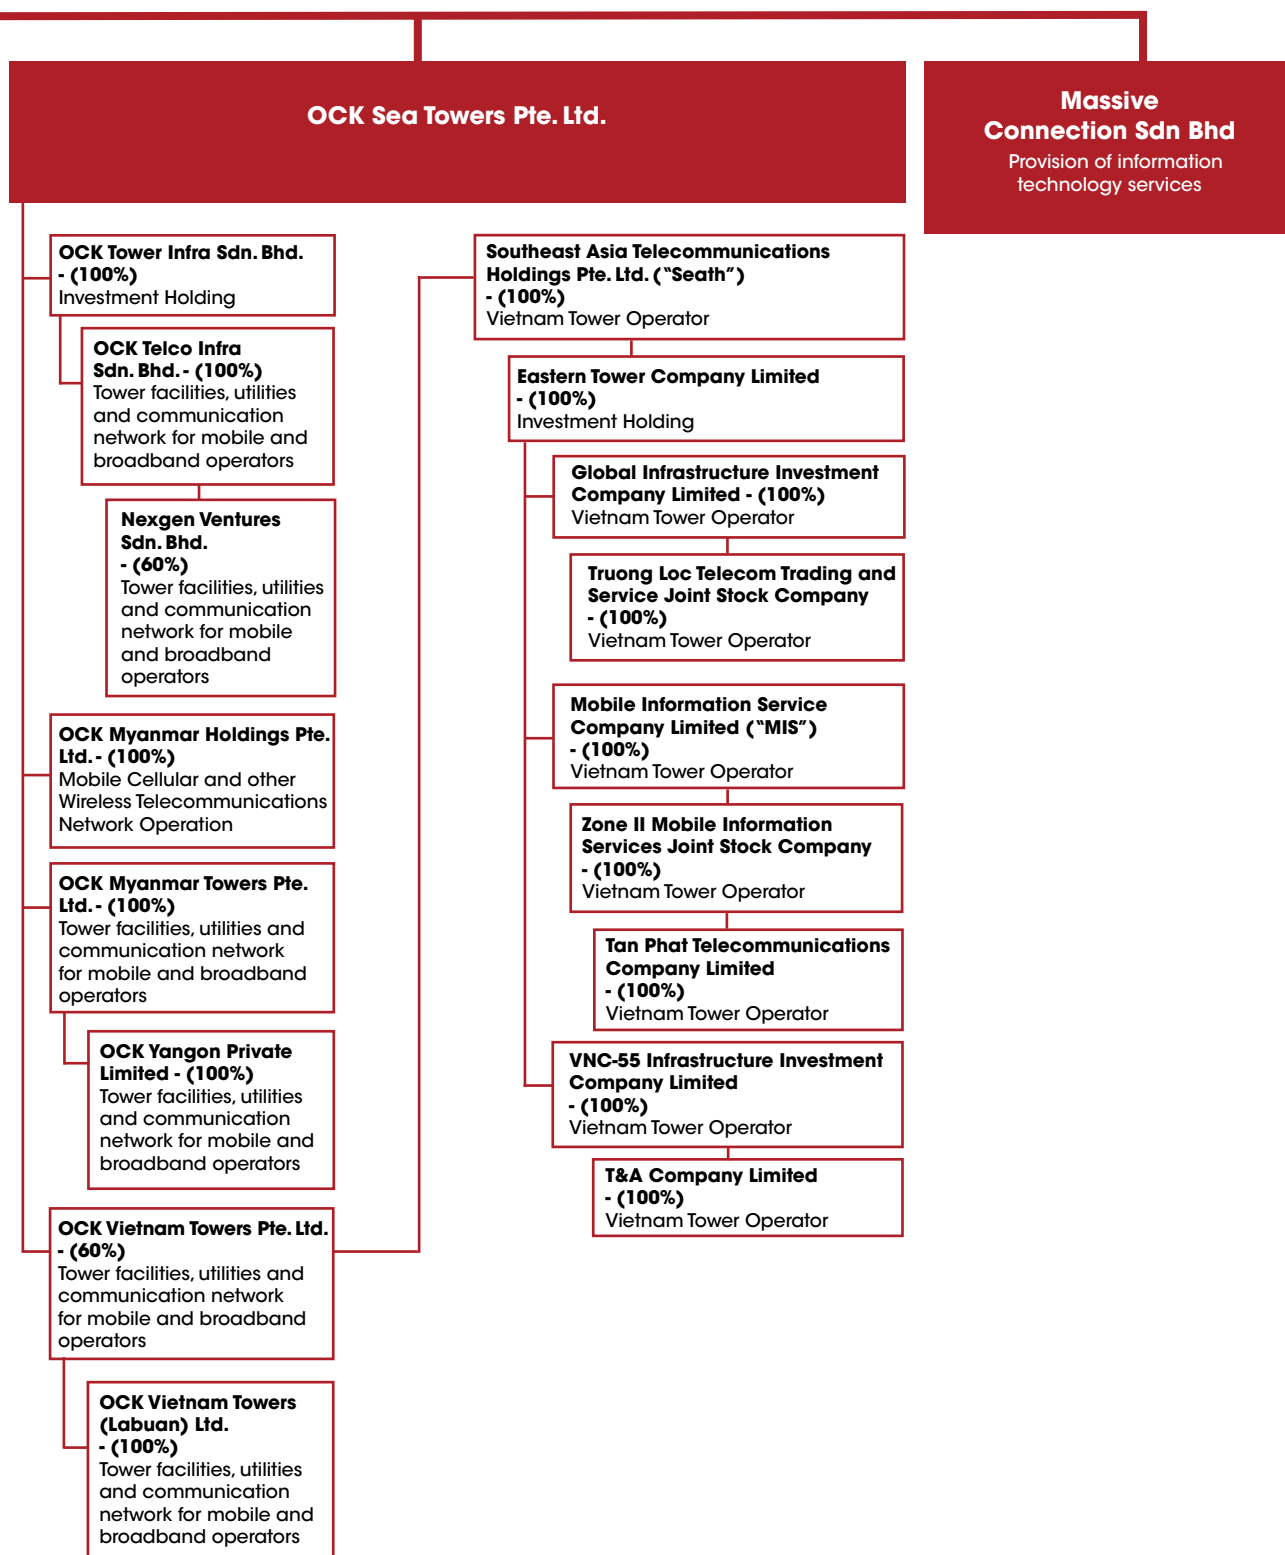 OCK Sea Towers Pte. Ltd.
Massive
Connection Sdn Bhd
Provision of information
technology services
OCK Tower Infra Sdn. Bhd.
- (100%)
Investment Holding
OCK Telco Infra
Sdn. Bhd. - (100%)
Tower facilities, utilities
and communication
network for mobile and
broadband operators
Nexgen Ventures
Sdn. Bhd.
- (60%)
Tower facilities, utilities
and communication
network for mobile
and broadband
operators
OCK Myanmar Holdings Pte.
Ltd. - (100%)
Mobile Cellular and other
Wireless Telecommunications
Network Operation
OCK Myanmar Towers Pte.
Ltd. - (100%)
Tower facilities, utilities and
communication network
for mobile and broadband
operators
OCK Yangon Private
Limited - (100%)
Tower facilities, utilities
and communication
network for mobile and
broadband operators
OCK Vietnam Towers Pte. Ltd.
- (60%)
Tower facilities, utilities and
communication network
for mobile and broadband
operators
OCK Vietnam Towers
(Labuan) Ltd.
- (100%)
Tower facilities, utilities
and communication
network for mobile and
broadband operators
Southeast Asia Telecommunications
Holdings Pte. Ltd. (“Seath”)
- (100%)
Vietnam Tower Operator
Eastern Tower Company Limited
- (100%)
Investment Holding
Global Infrastructure Investment
Company Limited - (100%)
Vietnam Tower Operator
Truong Loc Telecom Trading and
Service Joint Stock Company
- (100%)
Vietnam Tower Operator
Mobile Information Service
Company Limited (“MIS”)
- (100%)
Vietnam Tower Operator
Zone II Mobile Information
Services Joint Stock Company
- (100%)
Vietnam Tower Operator
Tan Phat Telecommunications
Company Limited
- (100%)
Vietnam Tower Operator
VNC-55 Infrastructure Investment
Company Limited
- (100%)
Vietnam Tower Operator
T&A Company Limited
- (100%)
Vietnam Tower Operator